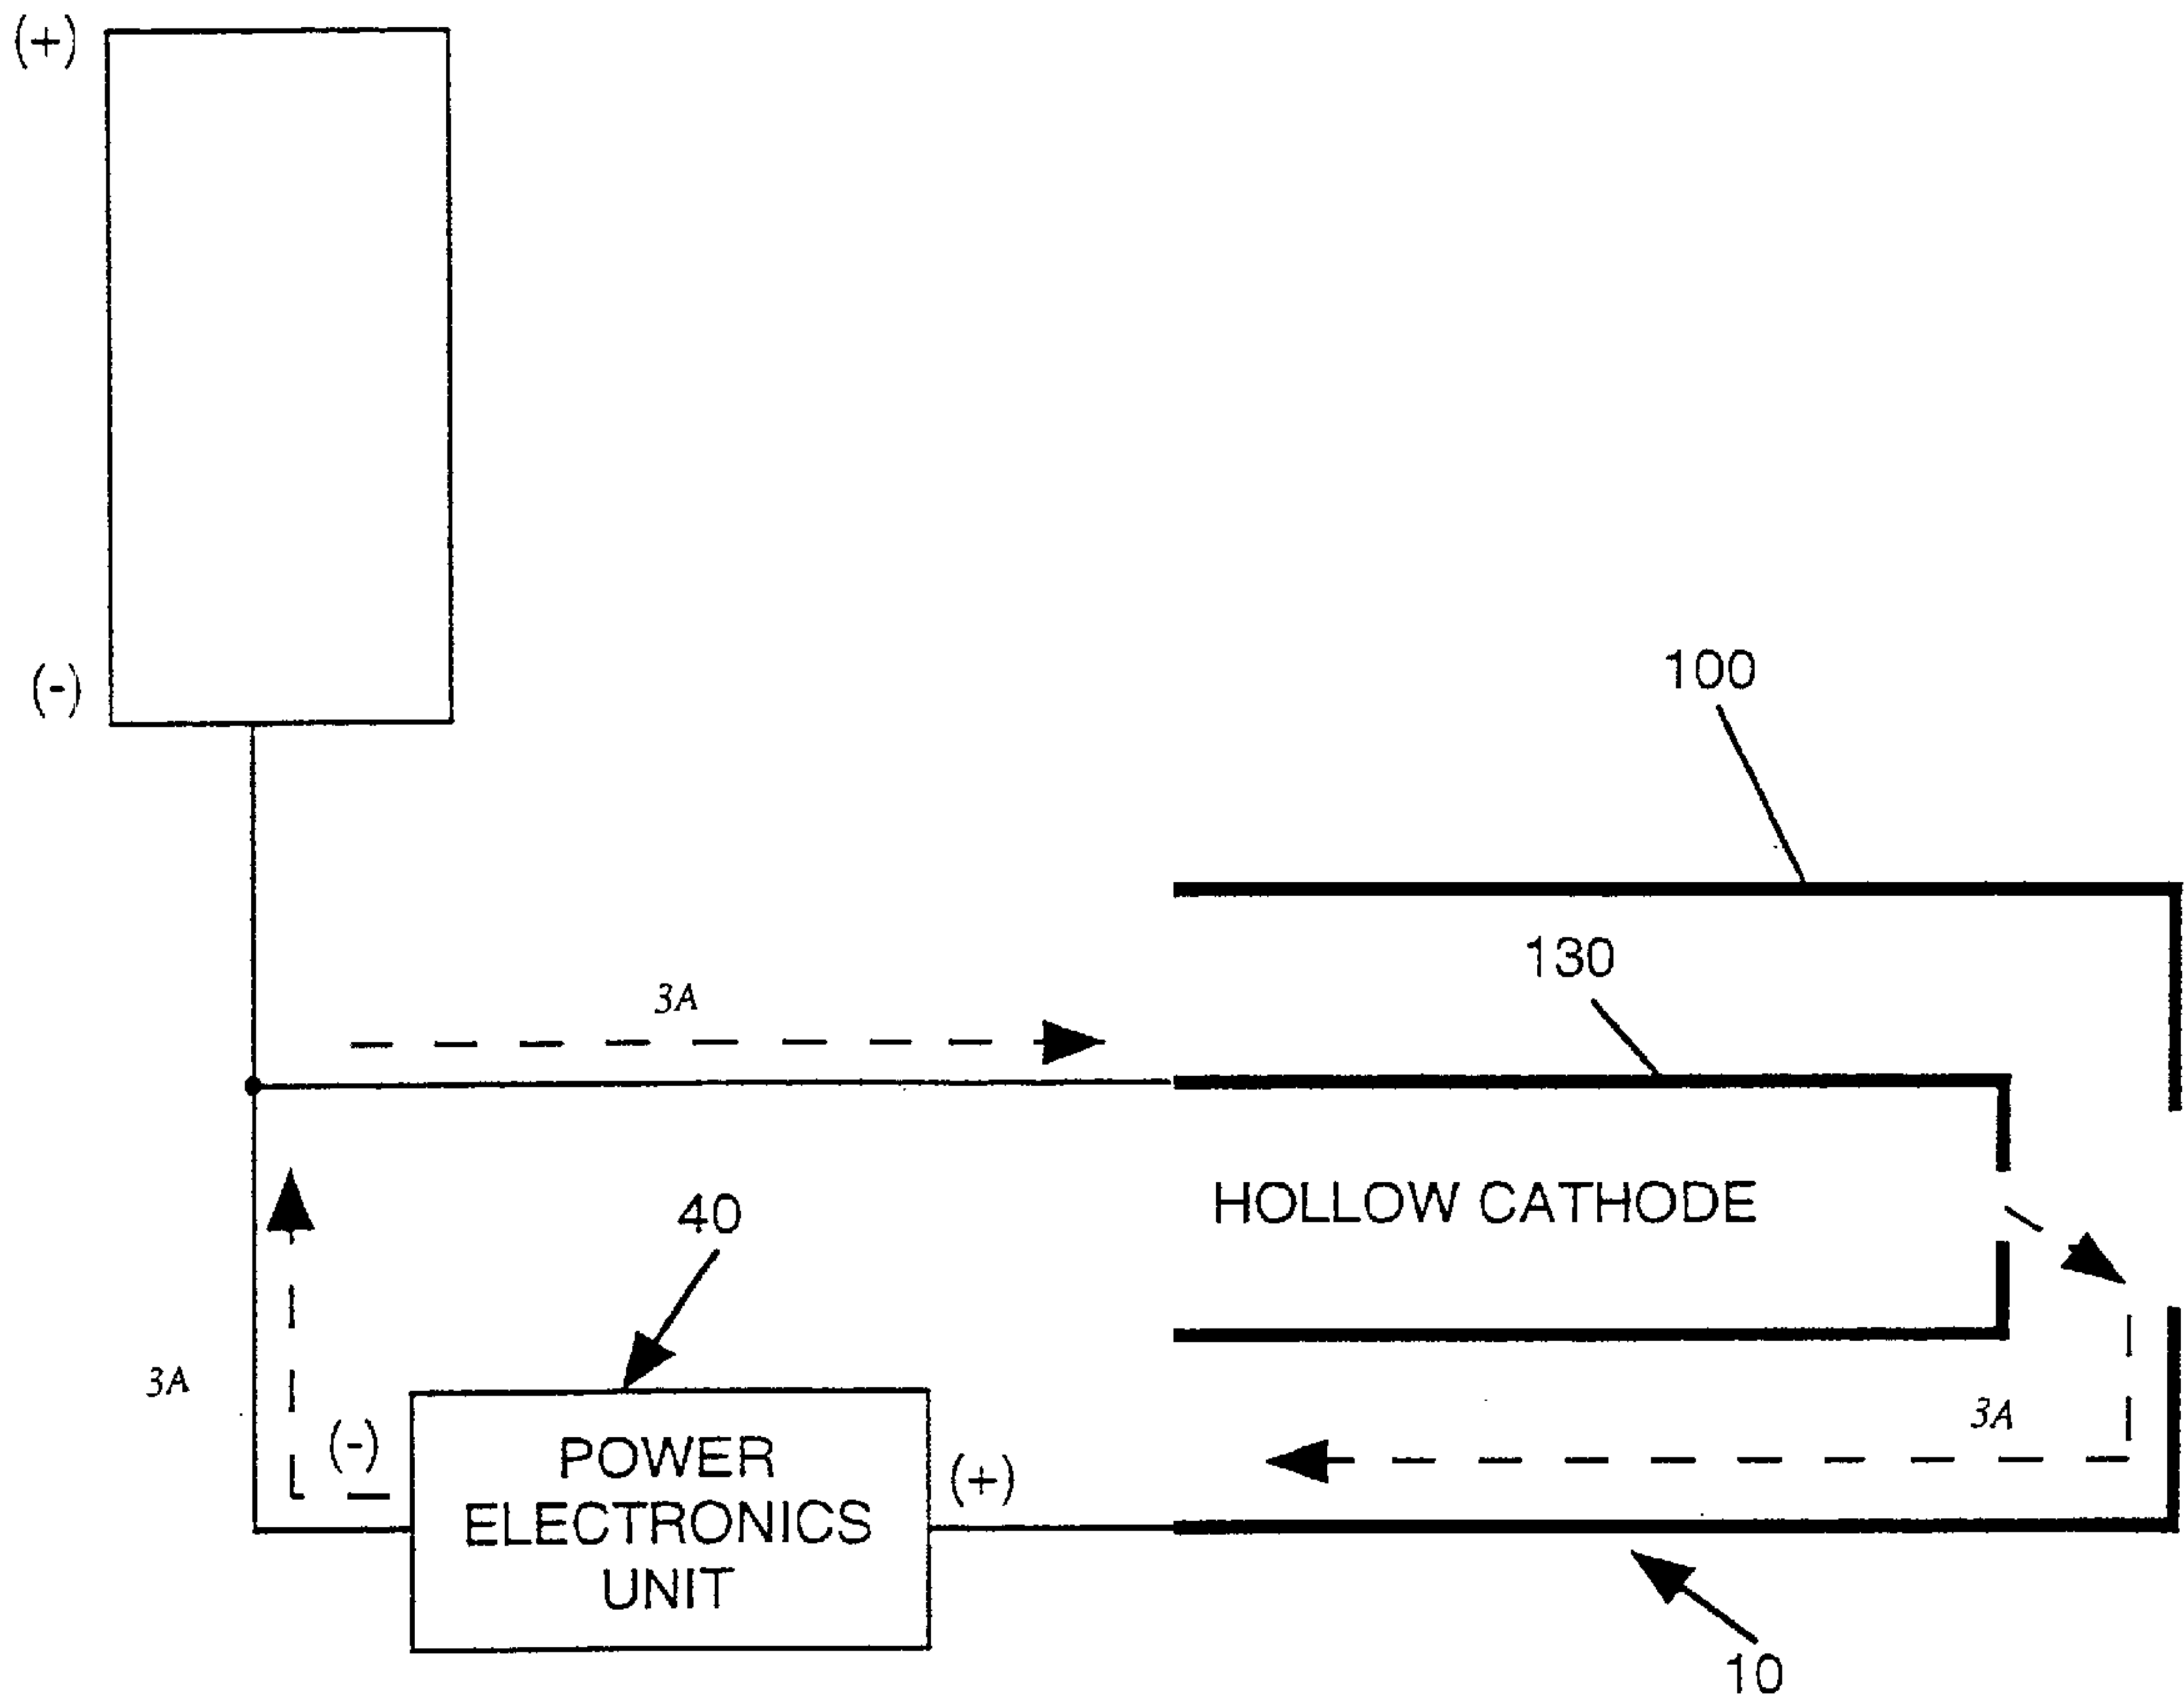 (+)
(-)
100
130
3A
HOLLOW CATHODE
40
3A
(-)
POWER
ELECTRONICS
UNIT
(+)
3A
10